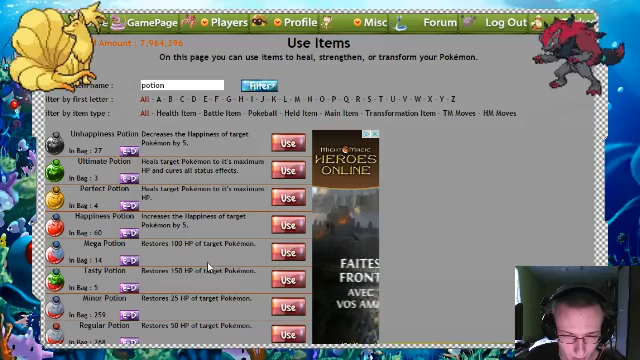 GamePage Players Profile Misc Forum Log Out
Amount : 7,964,396
Use Items
On this page you can use items to heal, strengthen, or transform your Pokémon.
name : potion Filter
filter by first letter : All - A - B - C - D - E - F - G - H - I - J - K - L - M - N - O - P - Q - R - S - T - U - V - W - X - Y - Z
filter by item type : All - Health Item - Battle Item - Pokeball - Held Item - Main Item - Transformation Item - TM Moves - HM Moves
Unhappiness Potion Decreases the Happiness of target Pokémon by 5. Use
In Bag : 27
Ultimate Potion Heals target Pokémon to it's maximum HP and cures all status effects. Use
In Bag : 3
Perfect Potion Heals target Pokémon to it's maximum HP. Use
In Bag : 4
Happiness Potion Increases the Happiness of target Pokémon by 5. Use
In Bag : 60
Mega Potion Restores 100 HP of target Pokémon. Use
In Bag : 14
Tasty Potion Restores 150 HP of target Pokémon. Use
In Bag : 5
Minor Potion Restores 25 HP of target Pokémon. Use
In Bag : 259
Regular Potion Restores 50 HP of target Pokémon. Use
In Bag : 268
MIGHT & MAGIC
HEROES
ONLINE
FAITES
FRONT
AVEC
VOS AMI